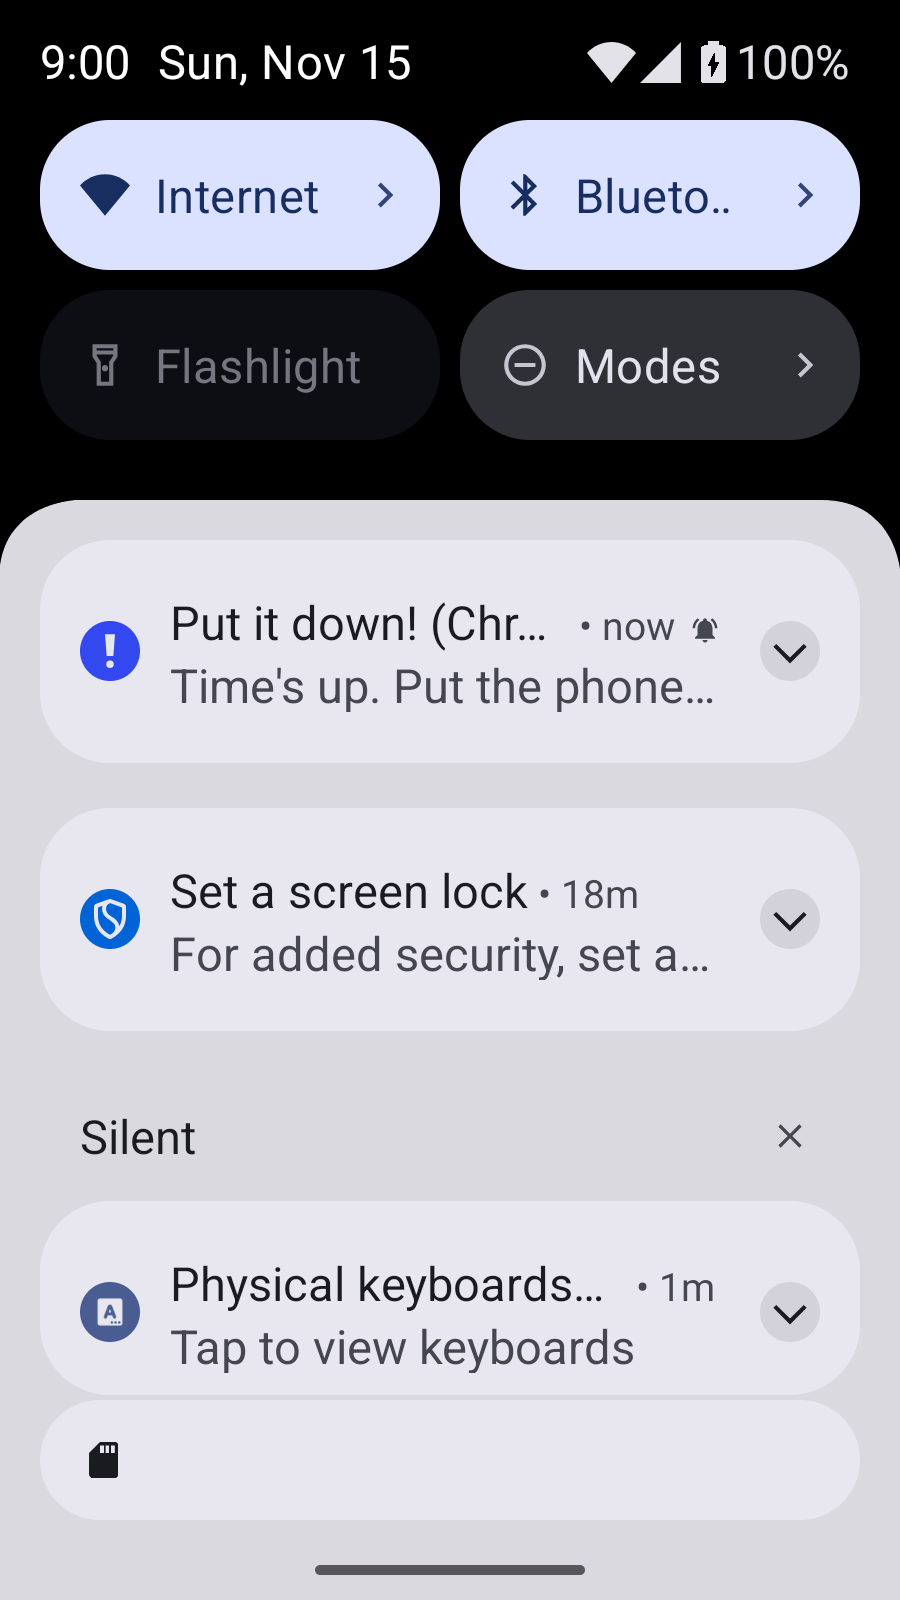 9:00 Sun, Nov 15 100%
Internet
Blueto..
Flashlight
Modes
Put it down! (Chr... • now
Time's up. Put the phone...
Set a screen lock • 18m
For added security, set a...
Silent
Physical keyboards... • 1m
Tap to view keyboards